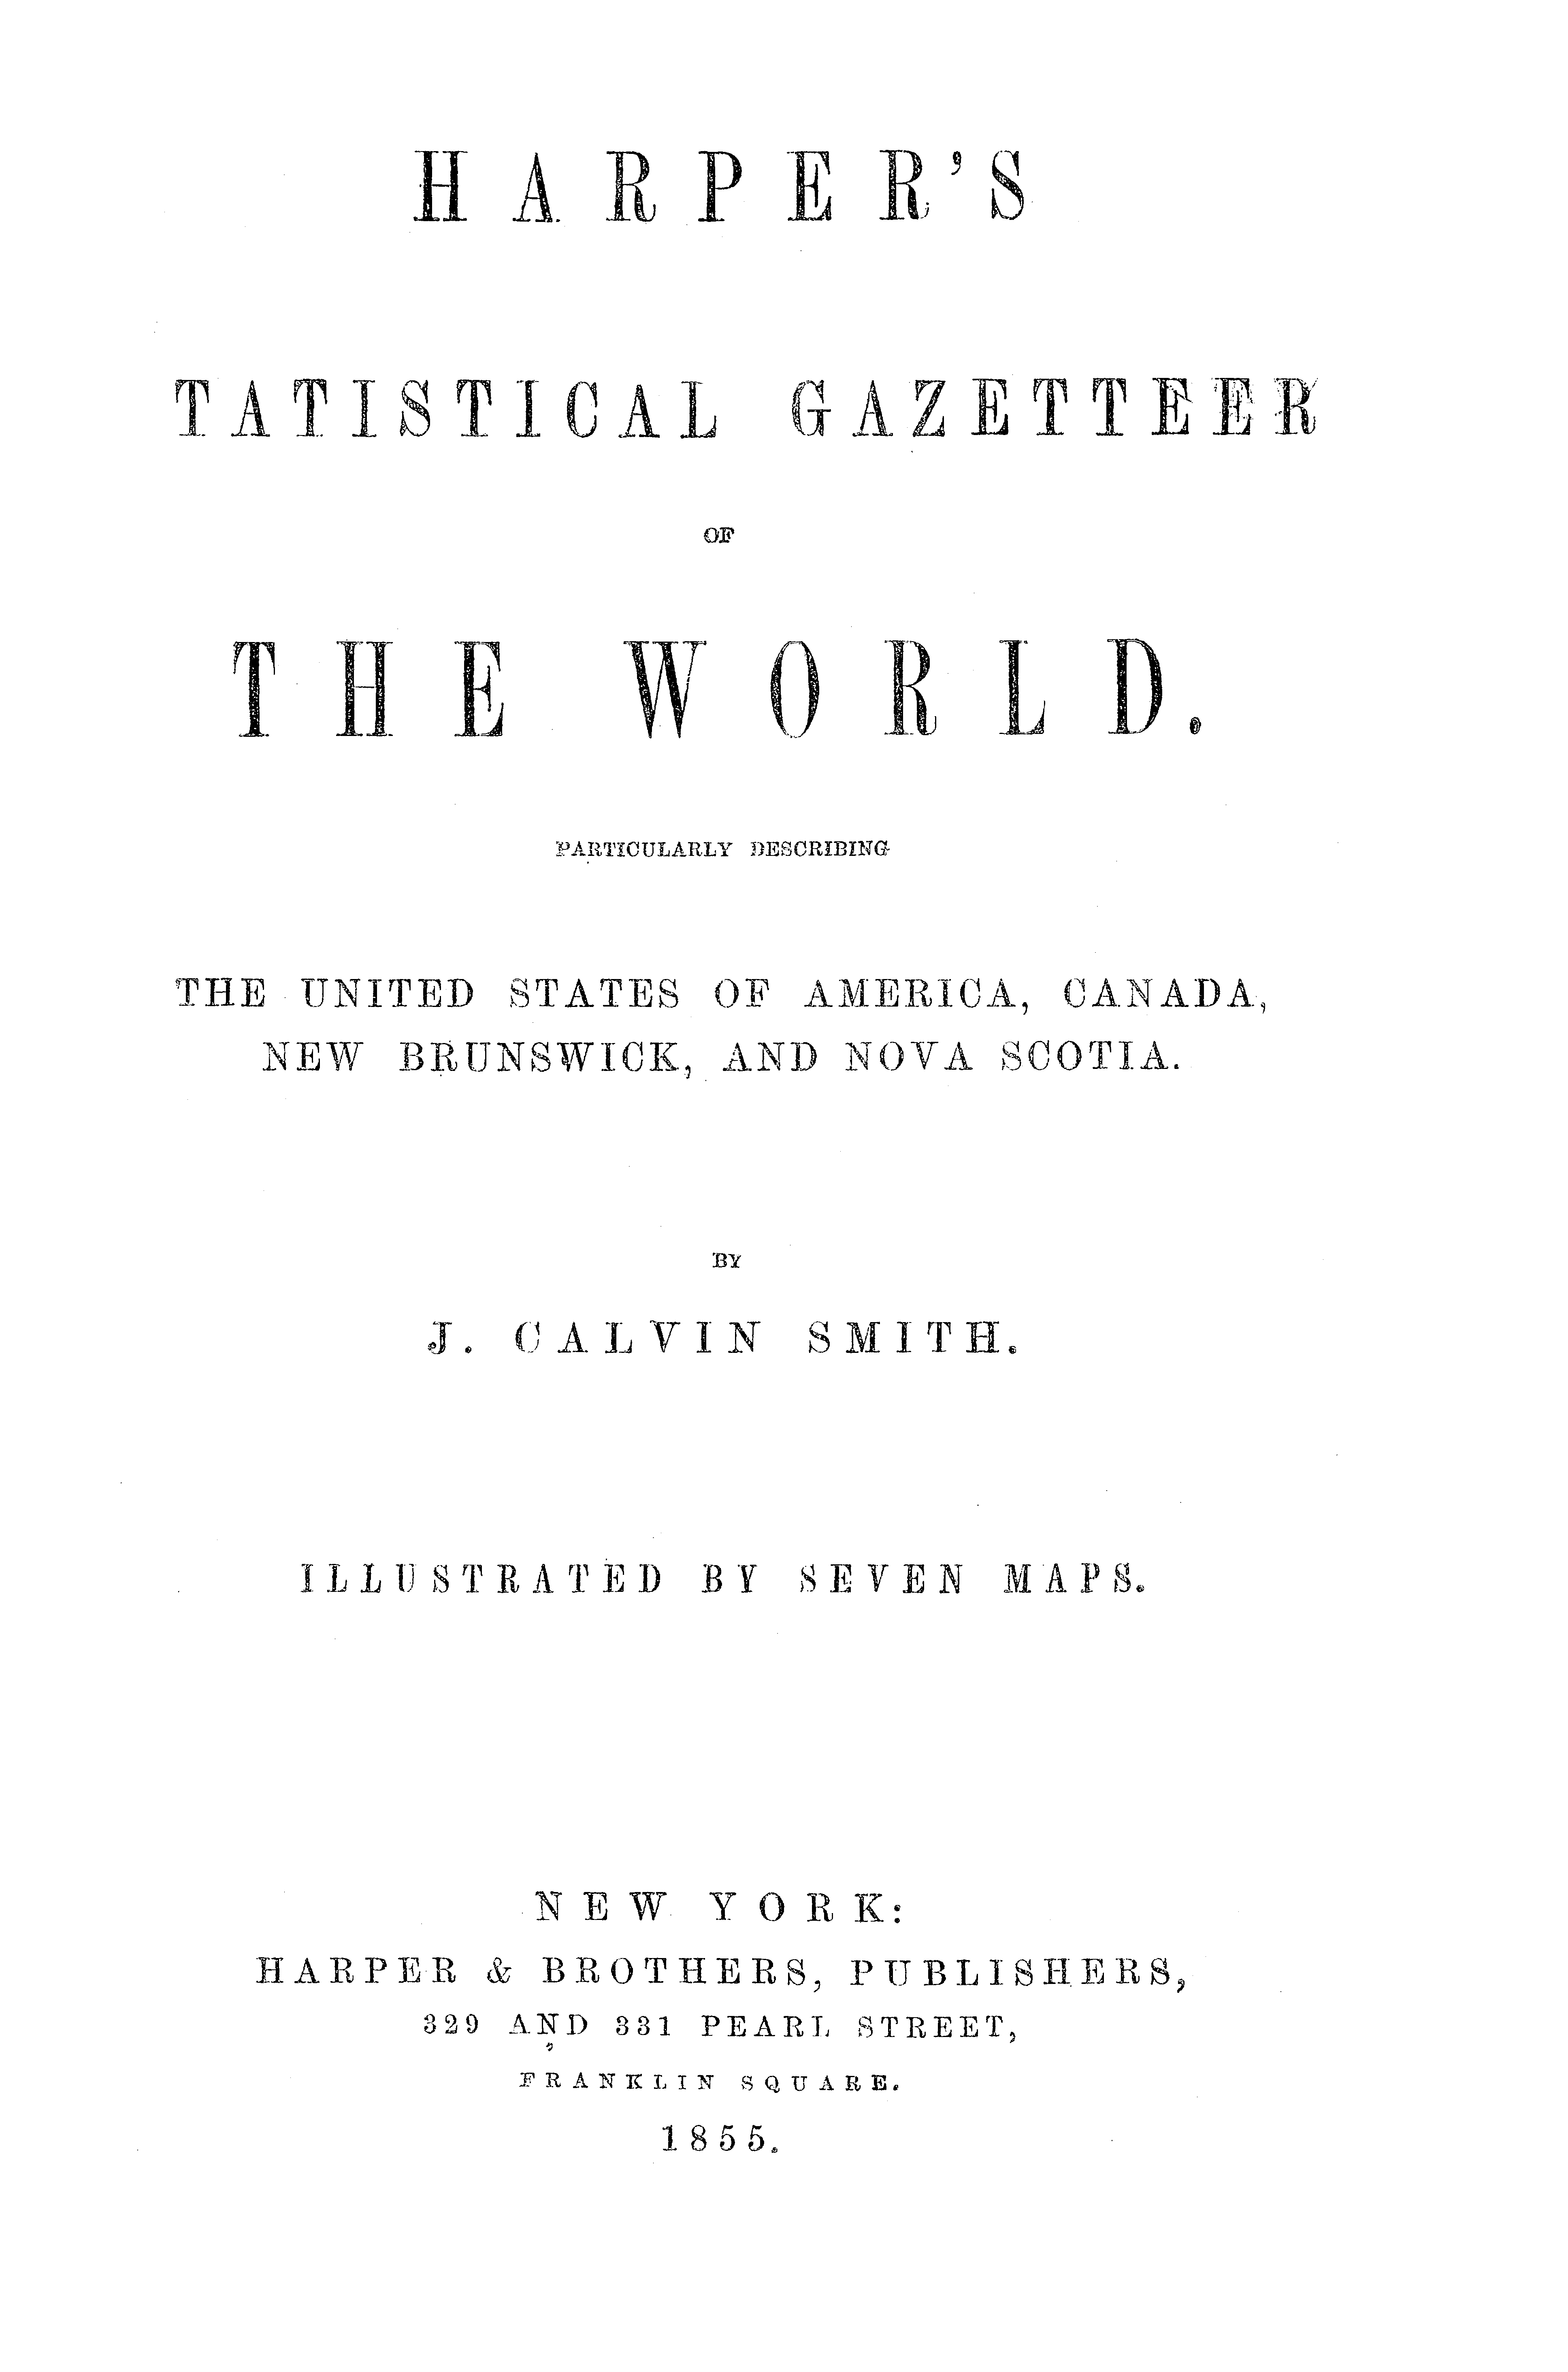 HARPER'S
TATISTICAL GAZETTEER
OF
THE WORLD.
PARTICULARLY DESCRIBING
THE UNITED STATES OF AMERICA, CANADA,
NEW BRUNSWICK, AND NOVA SCOTIA.
BY
J. CALVIN SMITH.
ILLUSTRATED BY SEVEN MAPS.
NEW YORK:
HARPER & BROTHERS, PUBLISHERS,
329 AND 331 PEARL STREET,
FRANKLIN SQUARE.
1855.